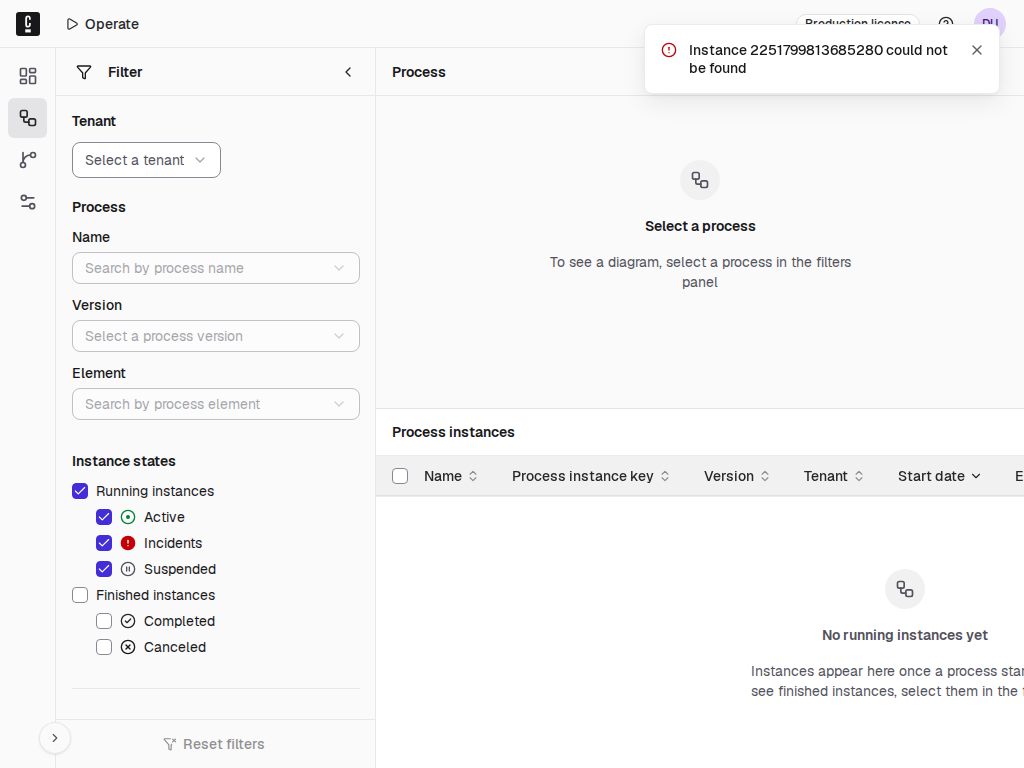 Operate
Production license
DU
Instance 2251799813685280 could not
be found
Filter
Process
Tenant
Select a tenant
Process
Name
Search by process name
Version
Select a process version
Element
Search by process element
Instance states
Running instances
Active
Incidents
Suspended
Finished instances
Completed
Canceled
Reset filters
Select a process
To see a diagram, select a process in the filters
panel
Process instances
Name
Process instance key
Version
Tenant
Start date
E
No running instances yet
Instances appear here once a process star
see finished instances, select them in the f